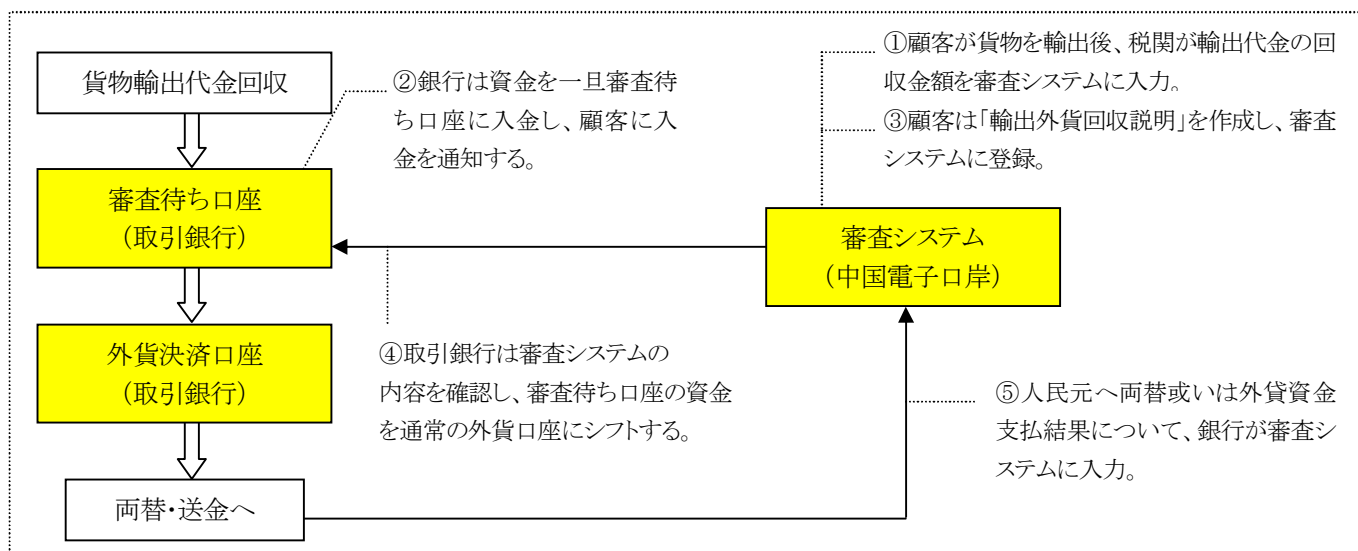 貨物輸出代金回収
②銀行は資金を一旦審査待
ち口座に入金し、顧客に入
金を通知する。
①顧客が貨物を輸出後、税関が輸出代金の回
収金額を審査システムに入力。
③顧客は「輸出外貨回収説明」を作成し、審査
システムに登録。
審査待ち口座
（取引銀行）
審査システム
（中国電子口岸）
外貨決済口座
（取引銀行）
④取引銀行は審査システムの
内容を確認し、審査待ち口座の資金
を通常の外貨口座にシフトする。
⑤人民元へ両替或いは外貸資金
支払結果について、銀行が審査シ
ステムに入力。
両替・送金へ